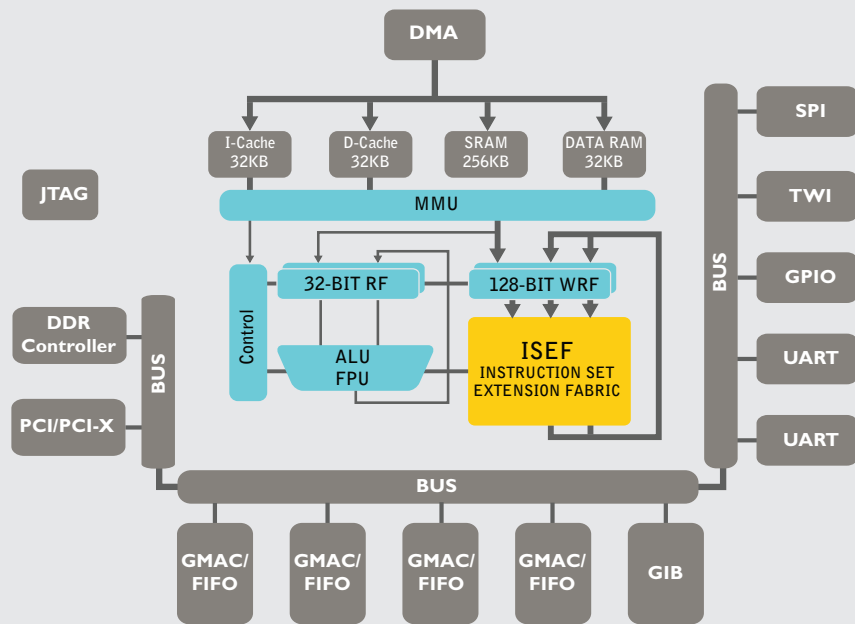 DMA
I-Cache
32KB
D-Cache
32KB
SRAM
256KB
DATA RAM
32KB
JTAG
MMU
Control
32-BIT RF
128-BIT WRF
ALU
FPU
ISEF
INSTRUCTION SET
EXTENSION FABRIC
DDR
Controller
PCI/PCI-X
BUS
BUS
SPI
TWI
GPIO
UART
UART
BUS
GMAC/
FIFO
GMAC/
FIFO
GMAC/
FIFO
GMAC/
FIFO
GIB